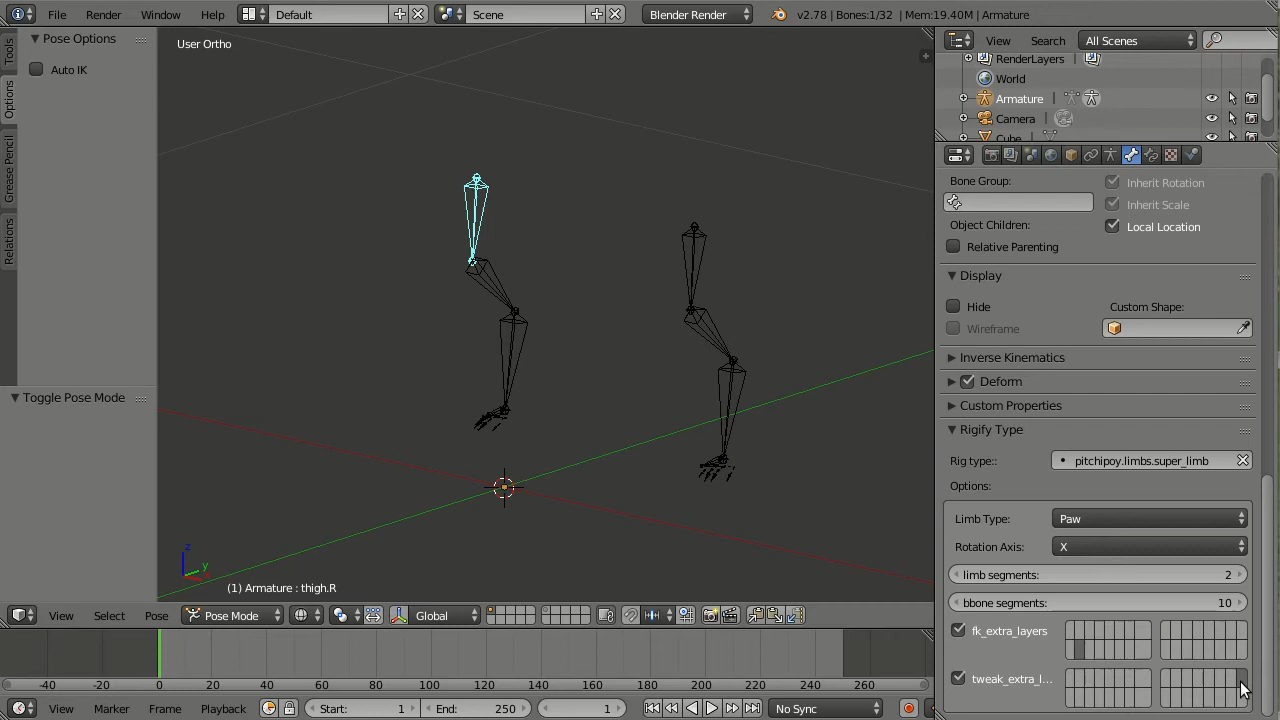 File Render Window Help Default Scene Blender Render v2.78 | Bones:1/32 | Mem:19.40M | Armature
Pose Options
Auto IK
Tools
Options
Grease Pencil
Relations
Toggle Pose Mode
User Ortho
z
y
(1) Armature : thigh.R
View Select Pose Pose Mode Global
-40 -20 0 20 40 60 80 100 120 140 160 180 200 220 240 260
View Marker Frame Playback Start: 1 End: 250 1 No Sync
View Search All Scenes
RenderLayers
World
Armature
Camera
Cube
Bone Group:
Inherit Rotation
Inherit Scale
Object Children:
Local Location
Relative Parenting
Display
Hide
Custom Shape:
Wireframe
Inverse Kinematics
Deform
Custom Properties
Rigify Type
Rig type:: pitchipoy.limbs.super_limb
Options:
Limb Type: Paw
Rotation Axis: X
limb segments: 2
bbone segments: 10
fk_extra_layers
tweak_extra_l...